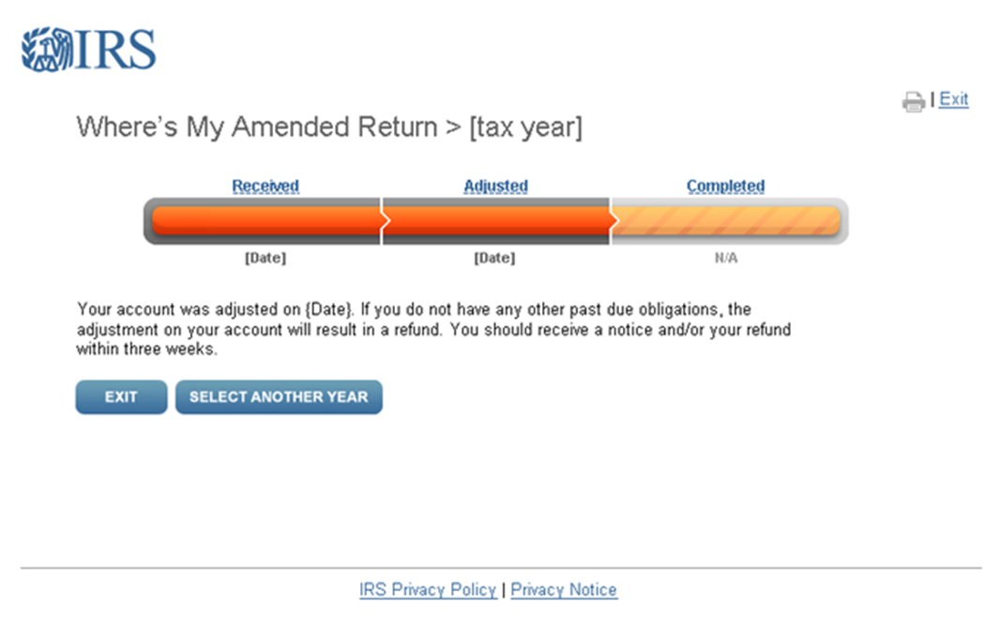 IRS
Exit
Where's My Amended Return > [tax year]
Received Adjusted Completed
[Date] [Date] N/A
Your account was adjusted on {Date}. If you do not have any other past due obligations, the
adjustment on your account will result in a refund. You should receive a notice and/or your refund
within three weeks.
EXIT SELECT ANOTHER YEAR
IRS Privacy Policy | Privacy Notice